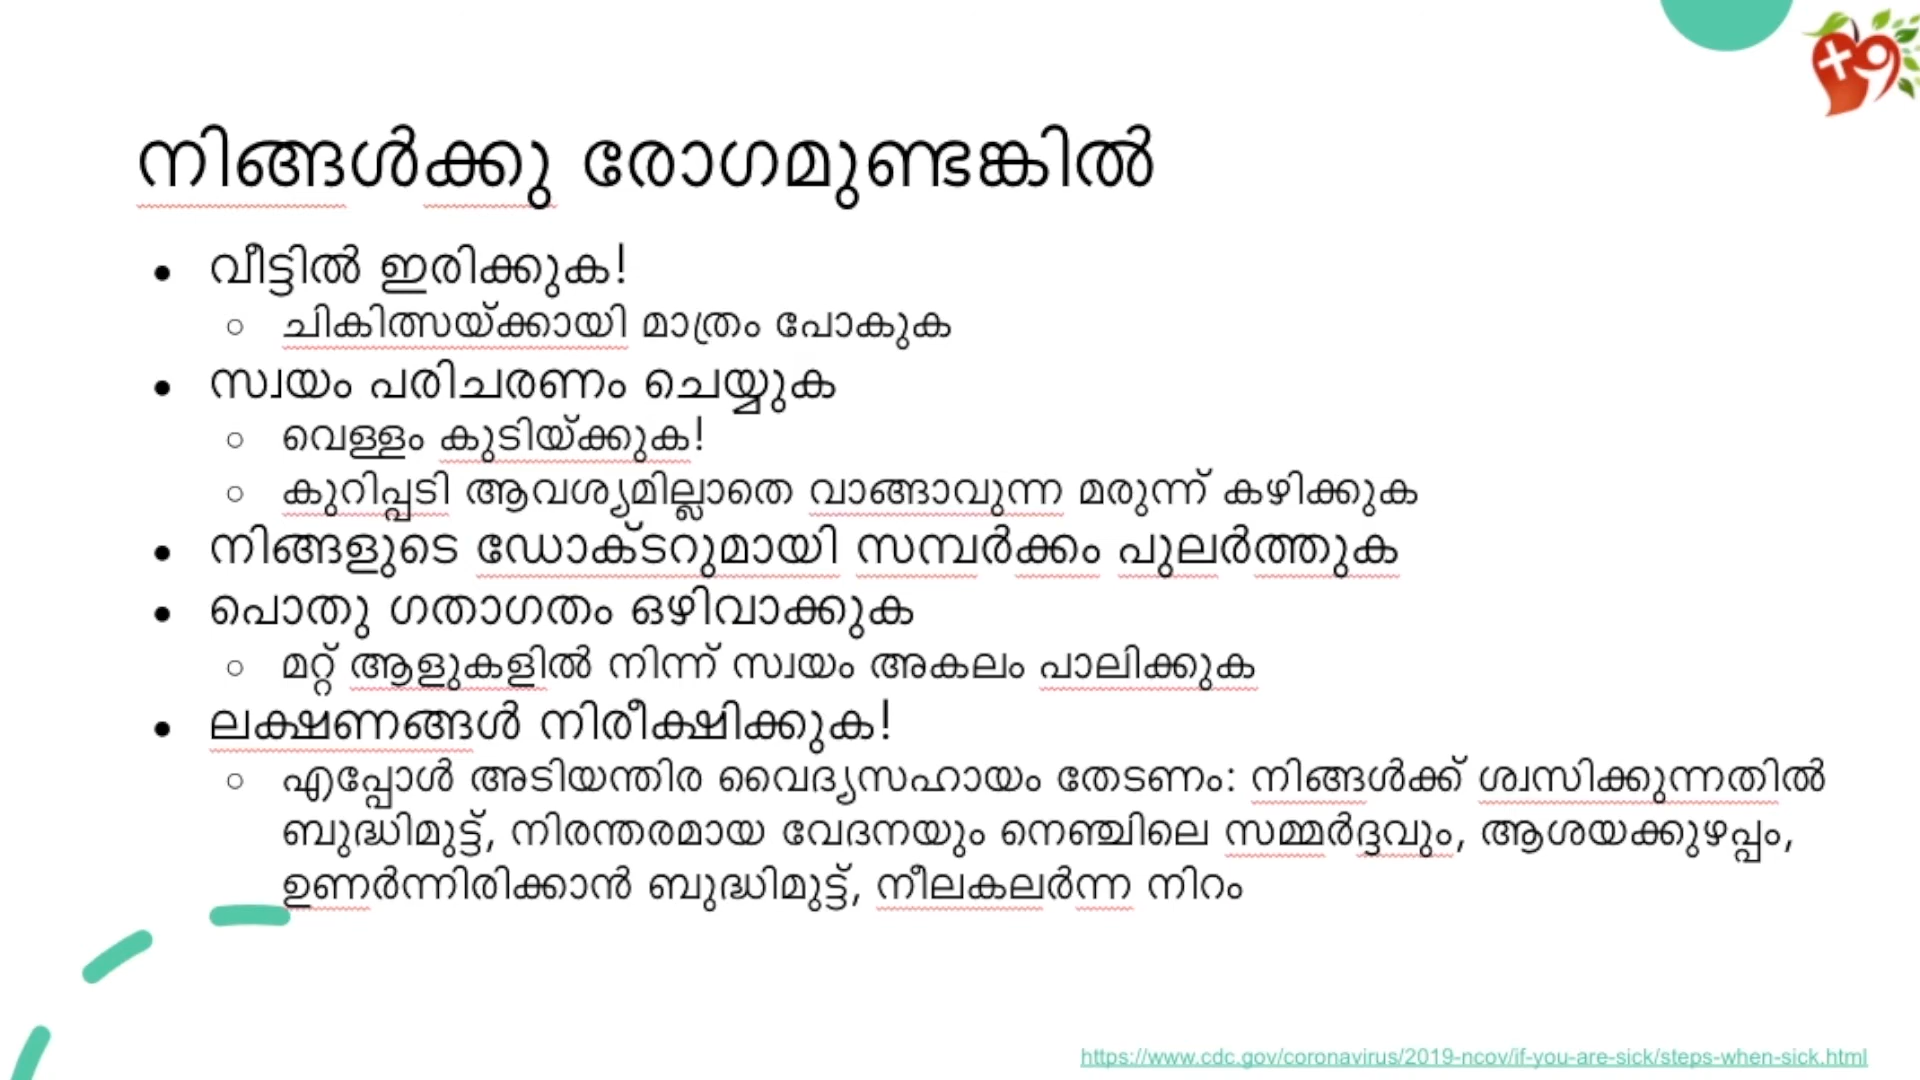 നിങ്ങൾക്കു രോഗമുണ്ടങ്കിൽ
● വീട്ടിൽ ഇരിക്കുക!
○ ചികിത്സയ്ക്കായി മാത്രം പോകുക
● സ്വയം പരിചരണം ചെയ്യുക
○ വെള്ളം കുടിയ്ക്കുക!
○ കുറിപ്പടി ആവശ്യമില്ലാതെ വാങ്ങാവുന്ന മരുന്ന് കഴിക്കുക
● നിങ്ങളുടെ ഡോക്ടറുമായി സമ്പർക്കം പുലർത്തുക
● പൊതു ഗതാഗതം ഒഴിവാക്കുക
○ മറ്റ് ആളുകളിൽ നിന്ന് സ്വയം അകലം പാലിക്കുക
● ലക്ഷണങ്ങൾ നിരീക്ഷിക്കുക!
○ എപ്പോൾ അടിയന്തിര വൈദ്യസഹായം തേടണം: നിങ്ങൾക്ക് ശ്വസിക്കുന്നതിൽ
ബുദ്ധിമുട്ട്, നിരന്തരമായ വേദനയും നെഞ്ചിലെ സമ്മർദ്ദവും, ആശയക്കുഴപ്പം,
ഉണർന്നിരിക്കാൻ ബുദ്ധിമുട്ട്, നീലകലർന്ന നിറം
https://www.cdc.gov/coronavirus/2019-ncov/if-you-are-sick/steps-when-sick.html